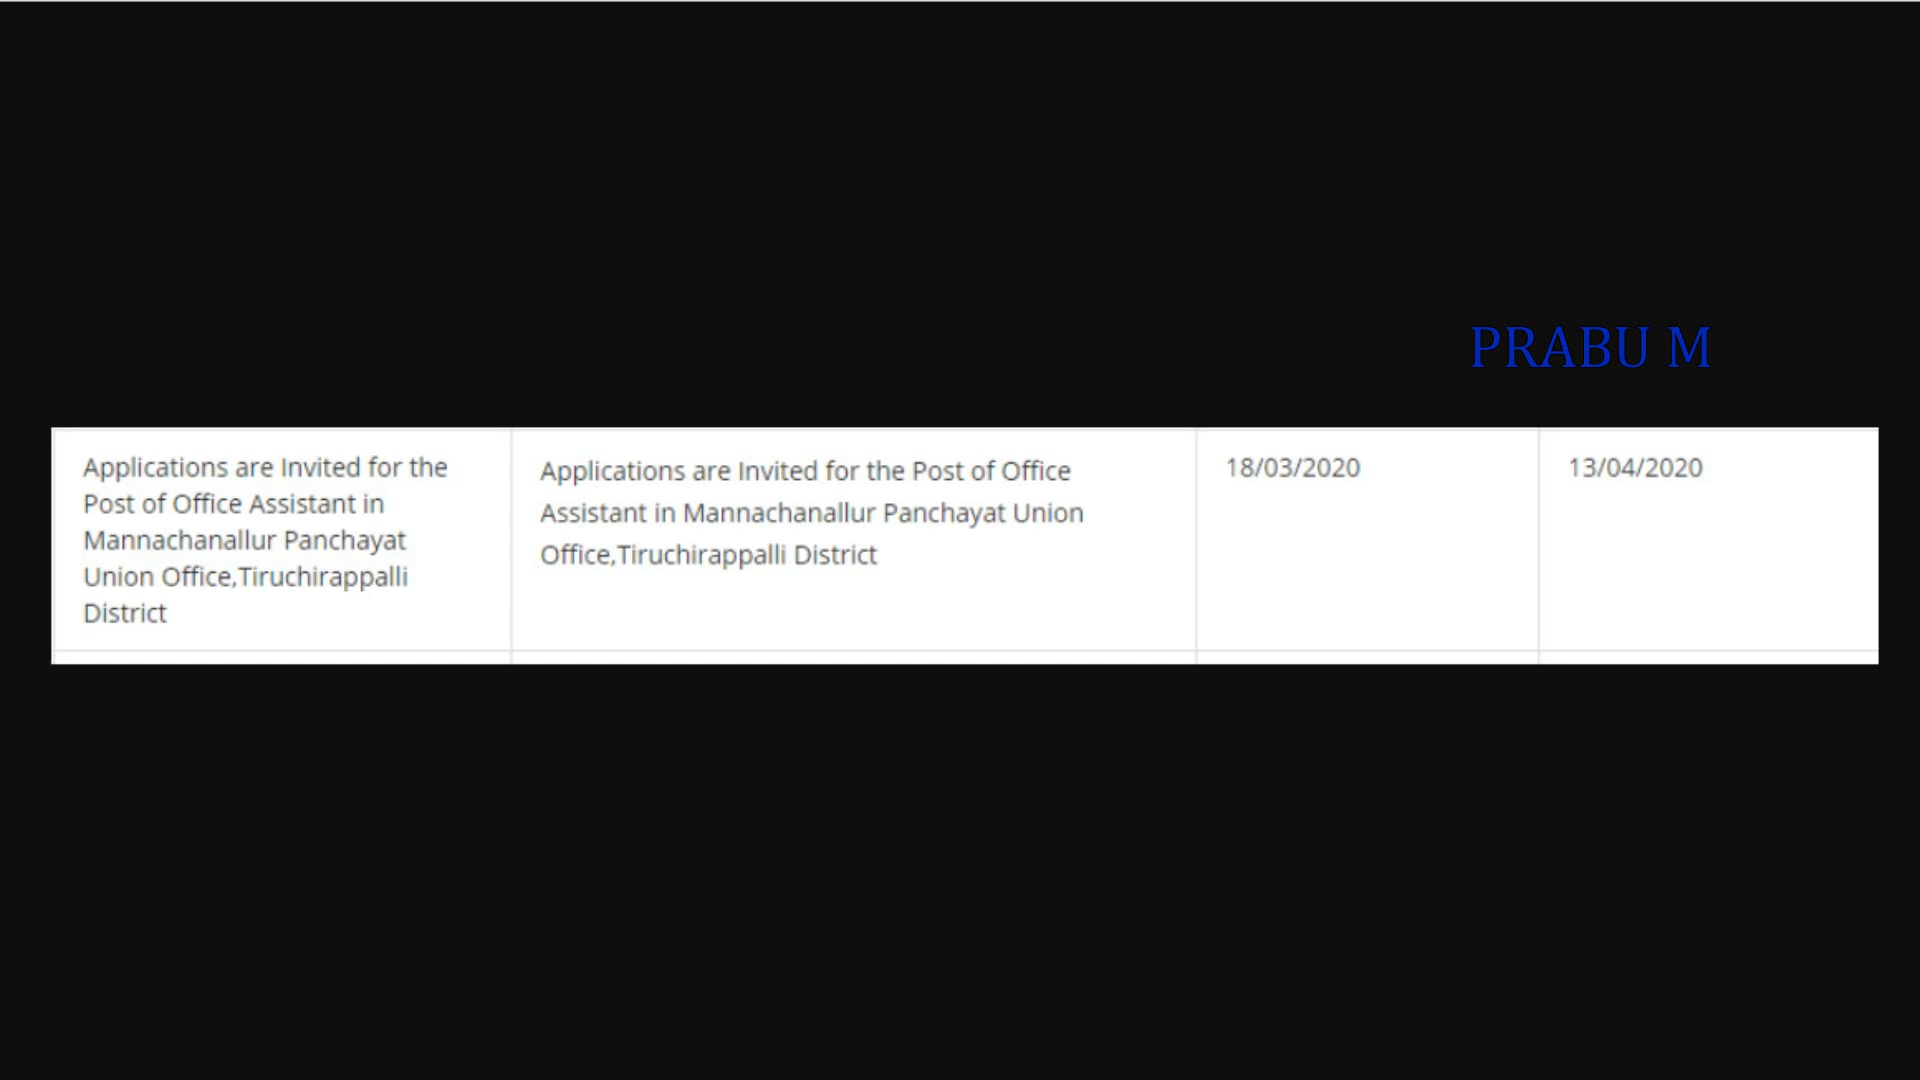 PRABU M
Applications are Invited for the
Post of Office Assistant in
Mannachanallur Panchayat
Union Office,Tiruchirappalli
District
Applications are Invited for the Post of Office
Assistant in Mannachanallur Panchayat Union
Office,Tiruchirappalli District
18/03/2020
13/04/2020